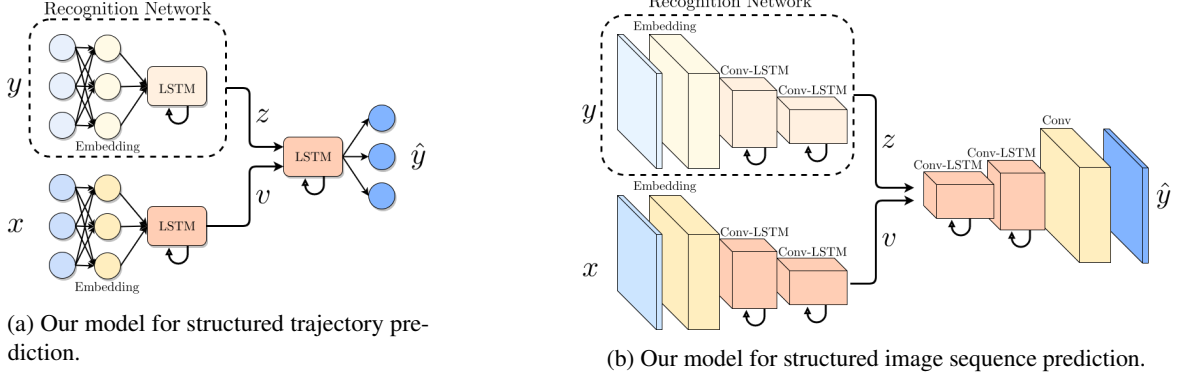 Recognition Network
y
LSTM
Embedding
z
LSTM
ŷ
v
x
LSTM
Embedding
(a) Our model for structured trajectory pre-
diction.
Recognition Network
Embedding
Conv-LSTM
Conv-LSTM
y
z
Conv
Conv-LSTM
Conv-LSTM
ŷ
Embedding
v
Conv-LSTM
Conv-LSTM
x
(b) Our model for structured image sequence prediction.